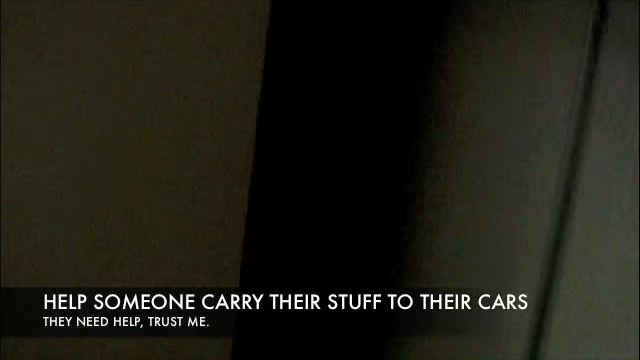 HELP SOMEONE CARRY THEIR STUFF TO THEIR CARS
THEY NEED HELP, TRUST ME.